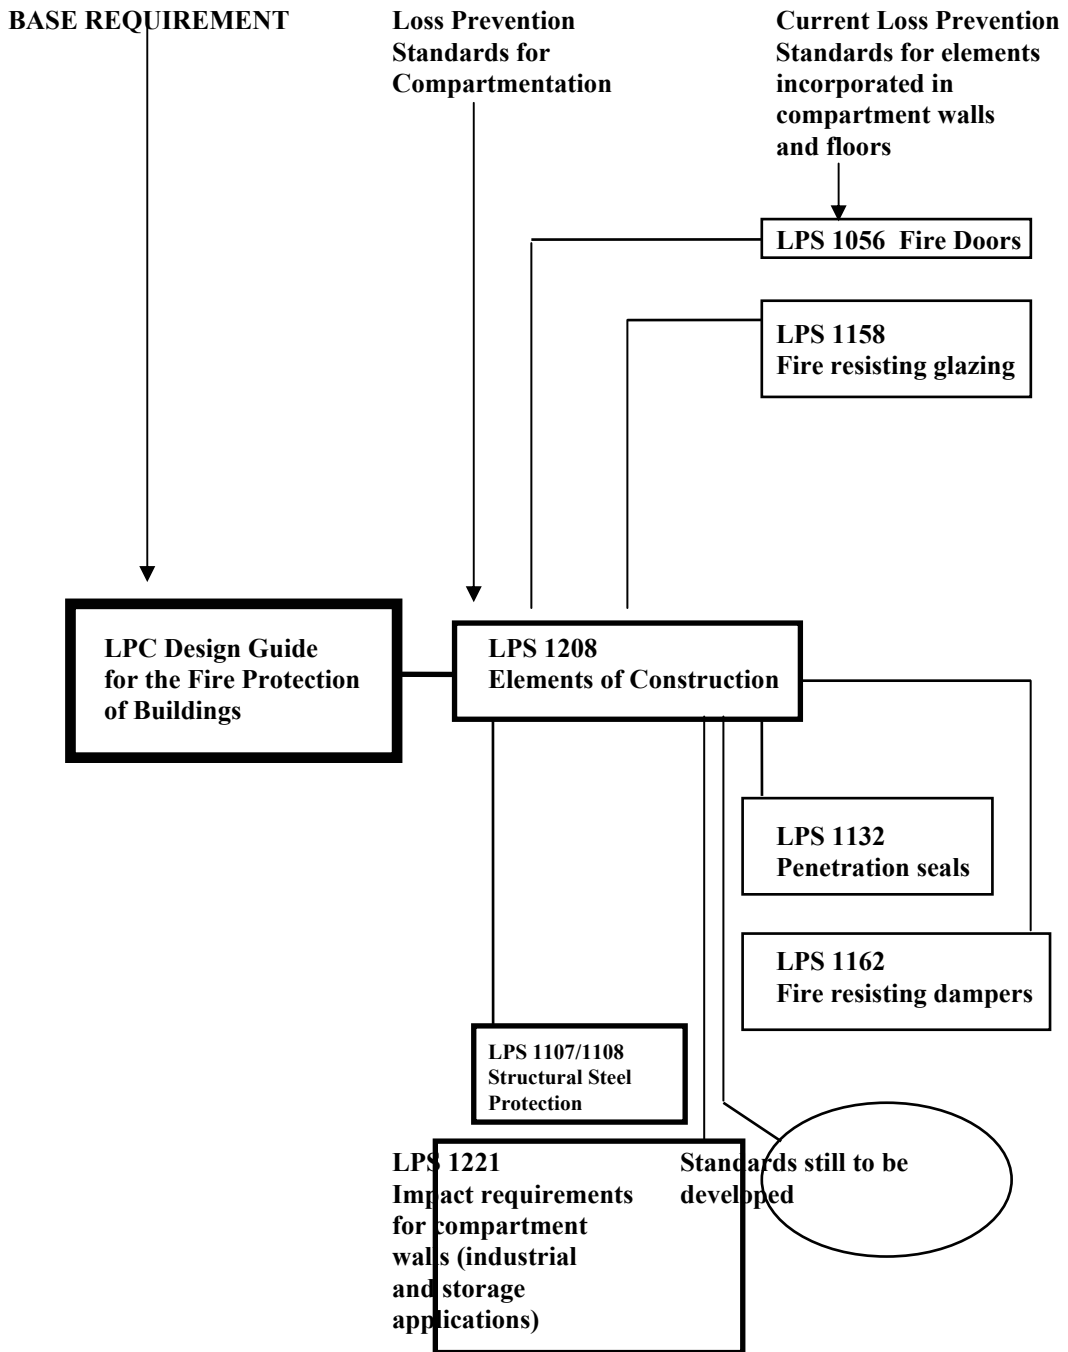 BASE REQUIREMENT
Loss Prevention
Standards for
Compartmentation
Current Loss Prevention
Standards for elements
incorporated in
compartment walls
and floors
LPS 1056 Fire Doors
LPS 1158
Fire resisting glazing
LPC Design Guide
for the Fire Protection
of Buildings
LPS 1208
Elements of Construction
LPS 1132
Penetration seals
LPS 1162
Fire resisting dampers
LPS 1107/1108
Structural Steel
Protection
LPS 1221
Impact requirements
for compartment
walls (industrial
and storage
applications)
Standards still to be
developed